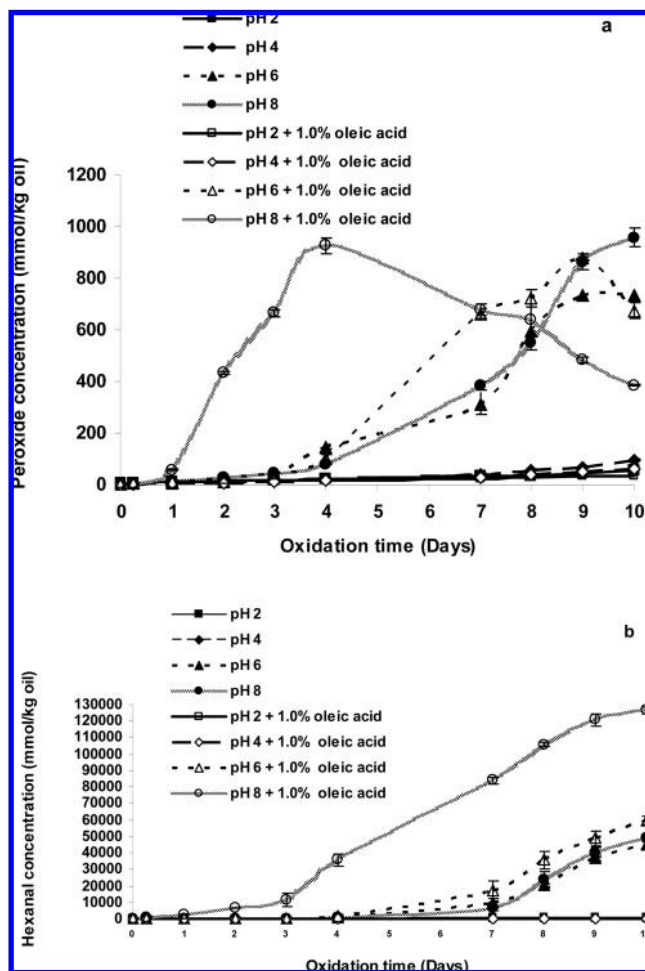 pH 2
a
pH 4
pH 6
pH 8
pH 2 + 1.0% oleic acid
pH 4 + 1.0% oleic acid
pH 6 + 1.0% oleic acid
pH 8 + 1.0% oleic acid
Peroxide concentration (mmol/kg oil)
1200
1000
800
600
400
200
0
0 1 2 3 4 5 6 7 8 9 10
Oxidation time (Days)
b
pH 2
pH 4
pH 6
pH 8
pH 2 + 1.0% oleic acid
pH 4 + 1.0% oleic acid
pH 6 + 1.0% oleic acid
pH 8 + 1.0% oleic acid
Hexanal concentration (mmol/kg oil)
130000
120000
110000
100000
90000
80000
70000
60000
50000
40000
30000
20000
10000
0
0 1 2 3 4 5 6 7 8 9 1
Oxidation time (Days)